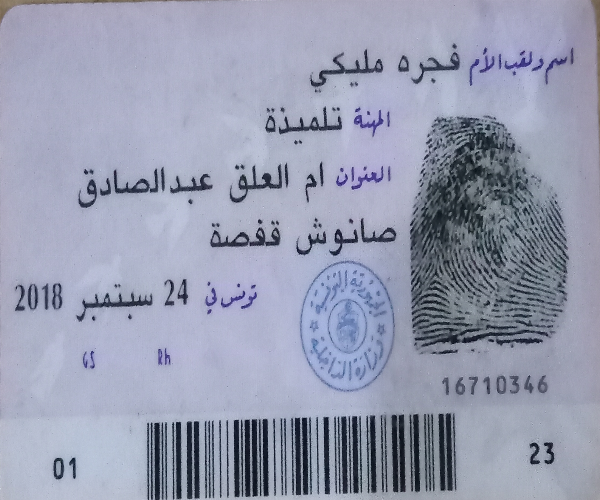 اسم ولقب الأم فجره مليكي
المهنة تلميذة
العنوان ام العلق عبدالصادق
صانوش قفصة
تونس في 24 سبتمبر 2018
GS Rh
الجمهورية التونسية
وزارة الداخلية
16710346
01 23